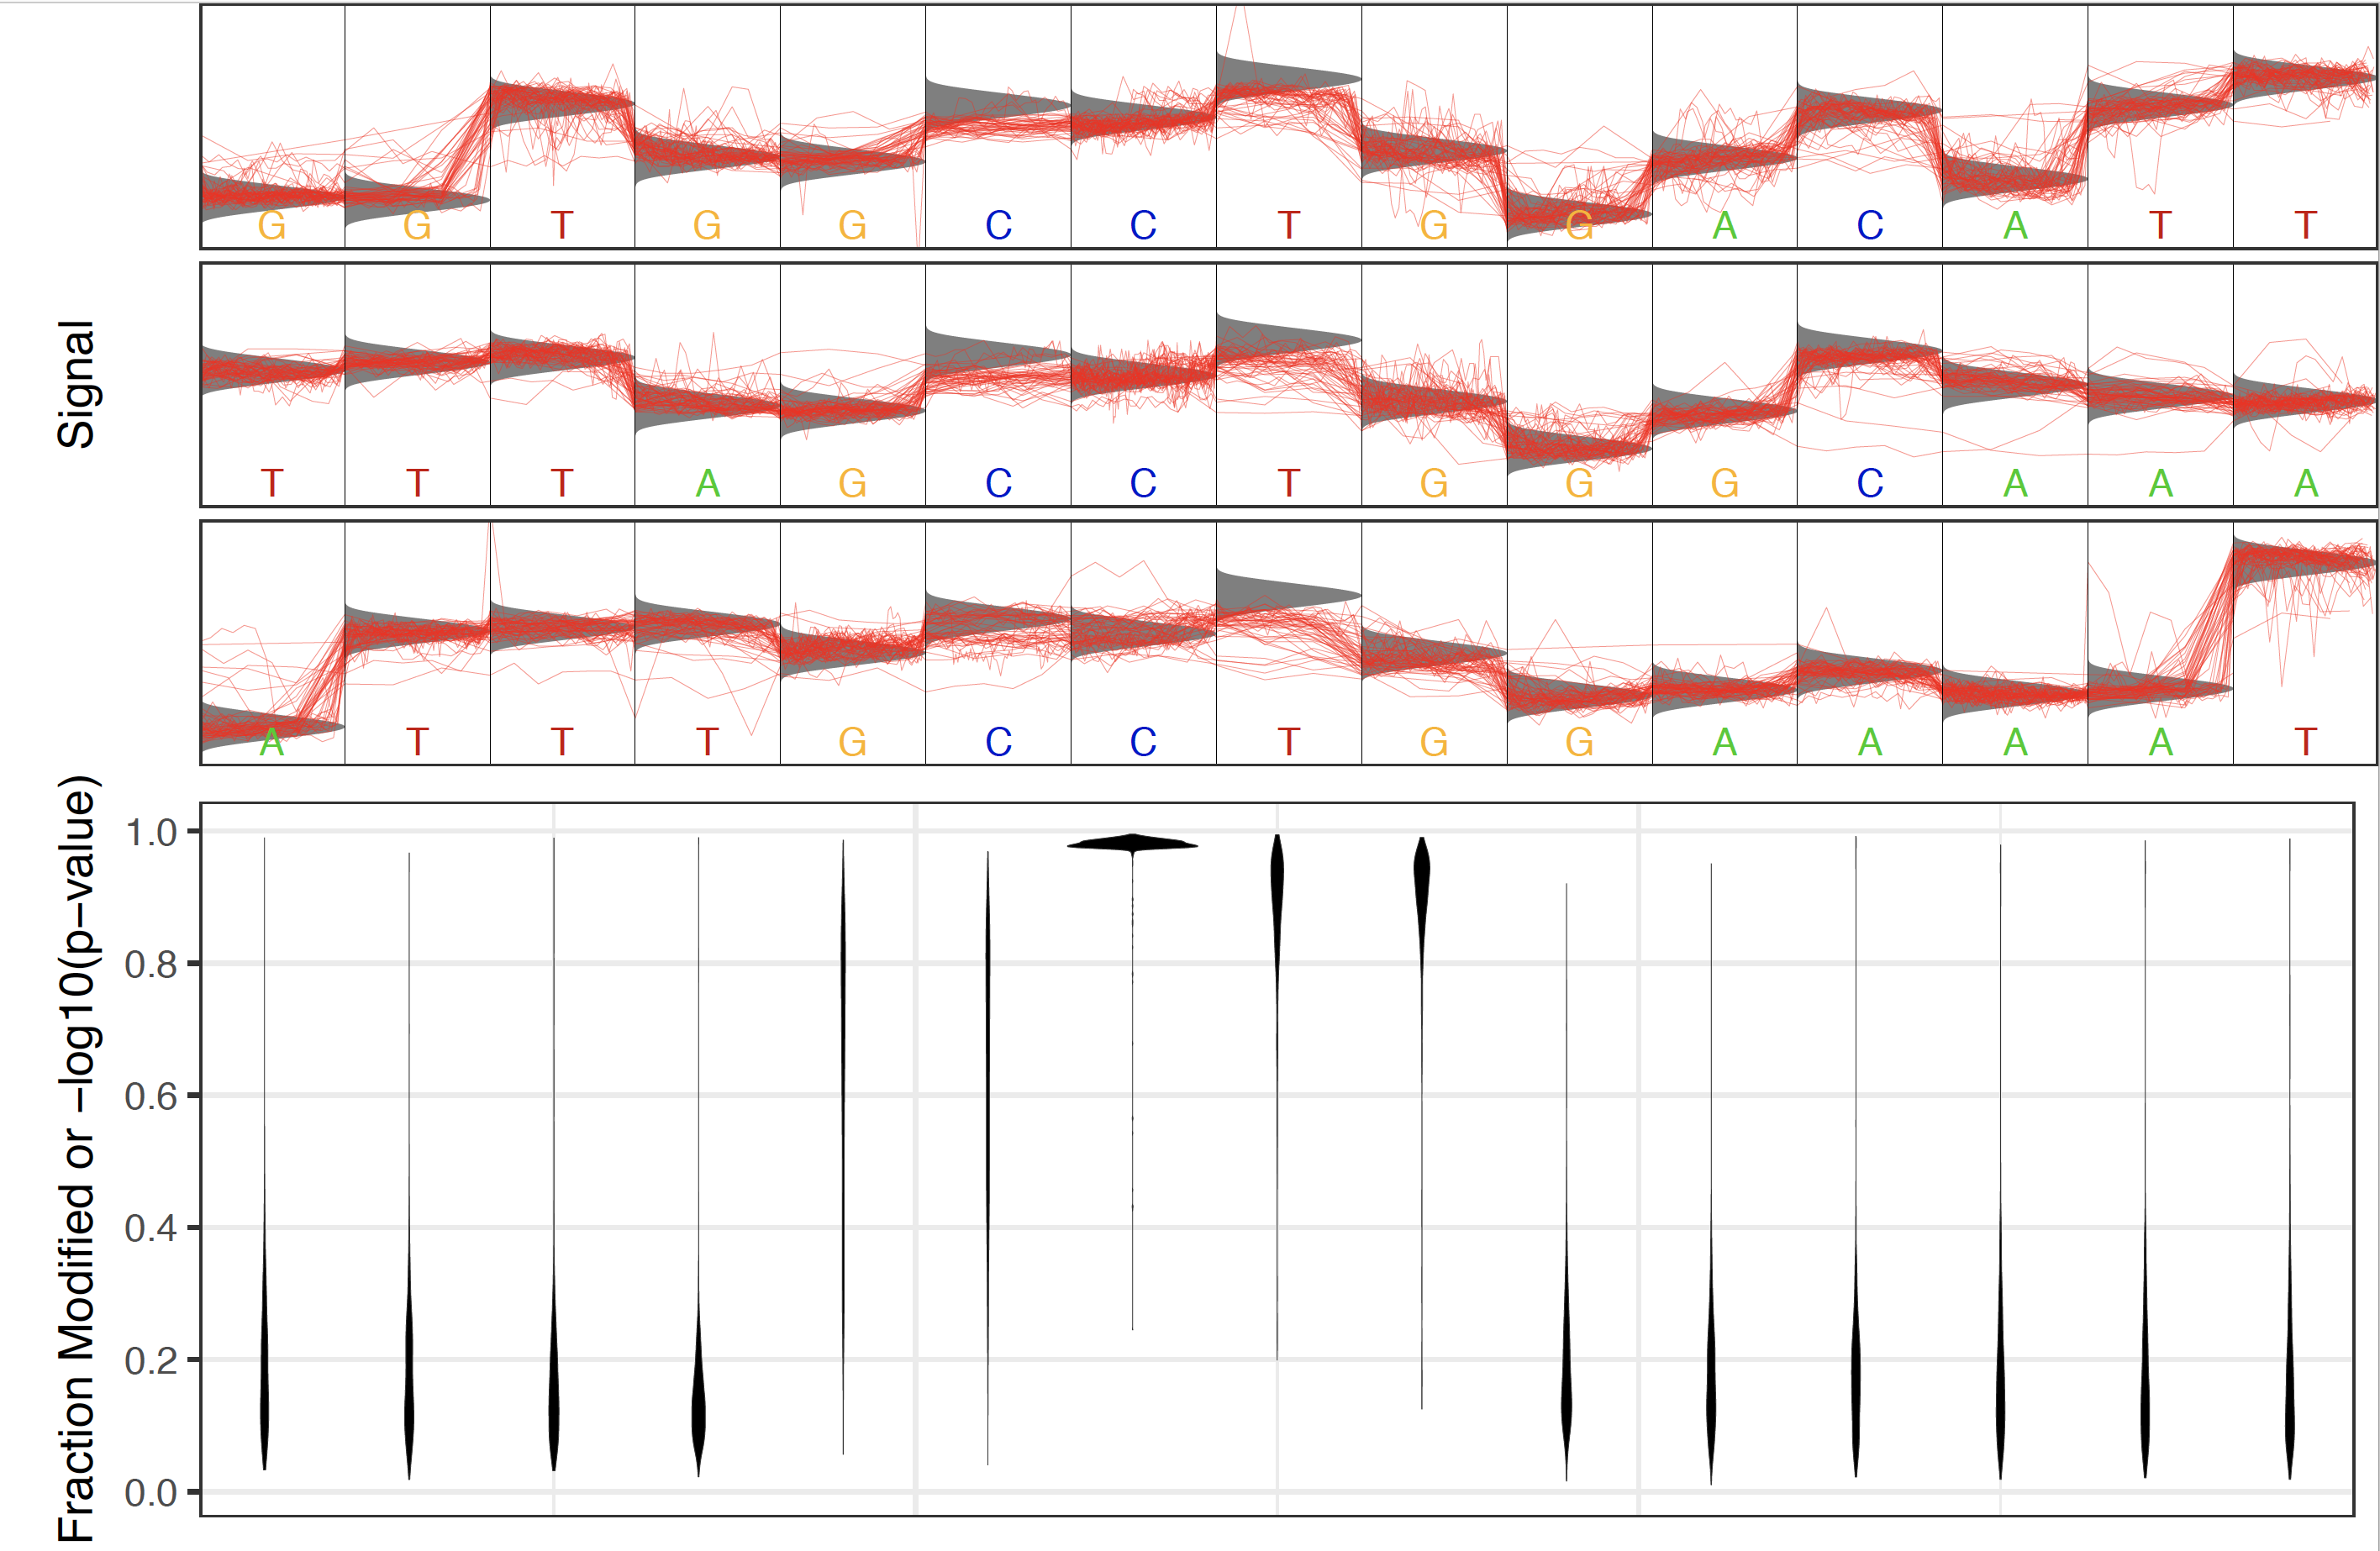 G G T G G C C T G G A C A T T
Signal
T T T A G C C T G G G C A A A
A T T T G C C T G G A A A A T
Fraction Modified or −log10(p−value)
1.0
0.8
0.6
0.4
0.2
0.0